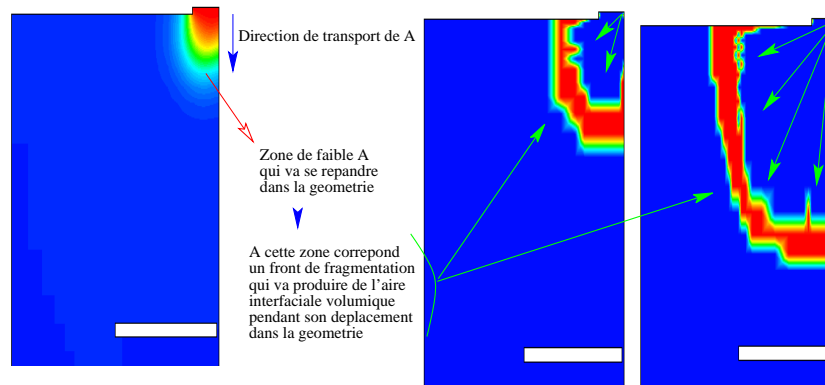 Direction de transport de A
Zone de faible A
qui va se repandre
dans la geometrie
A cette zone correpond
un front de fragmentation
qui va produire de l'aire
interfaciale volumique
pendant son deplacement
dans la geometrie